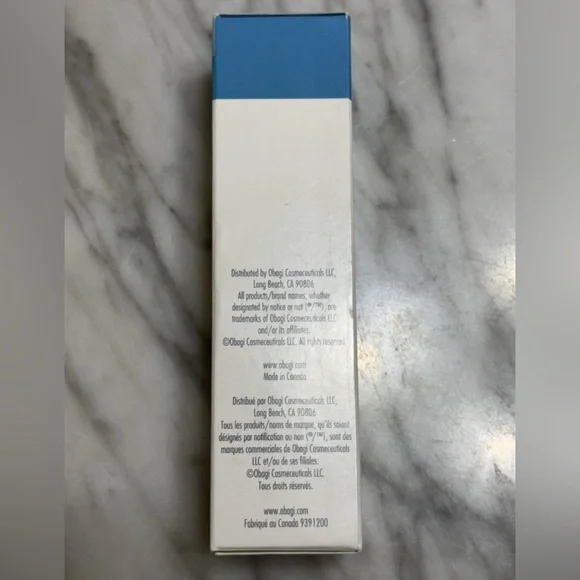 Distributed by Obagi Cosmeceuticals LLC,
Long Beach, CA 90806
All products/brand names, whether
designated by notice or not (®/™), are
trademarks of Obagi Cosmeceuticals LLC
and/or its affiliates.
©Obagi Cosmeceuticals LLC. All rights reserved.
www.obagi.com
Made in Canada
Distribué par Obagi Cosmeceuticals LLC,
Long Beach, CA 90806
Tous les produits/noms de marque, qu'ils soient
désignés par notification ou non (®/™), sont des
marques commerciales de Obagi Cosmeceuticals
LLC et/ou de ses filiales.
©Obagi Cosmeceuticals LLC.
Tous droits réservés.
www.obagi.com
Fabriqué au Canada 9391200